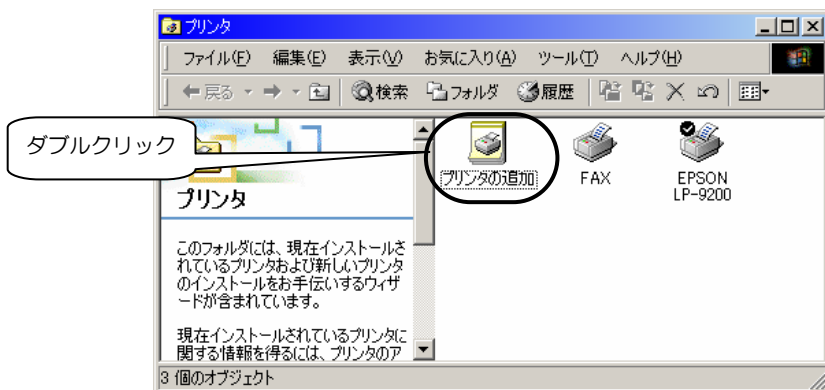 プリンタ
ファイル(F) 編集(E) 表示(V) お気に入り(A) ツール(T) ヘルプ(H)
戻る 検索 フォルダ 履歴
ダブルクリック
プリンタ
このフォルダには、現在インストールさ
れているプリンタおよび新しいプリンタ
のインストールをお手伝いするウィザ
ードが含まれています。
現在インストールされているプリンタに
関する情報を得るには、プリンタのア
プリンタの追加
FAX
EPSON
LP-9200
3 個のオブジェクト